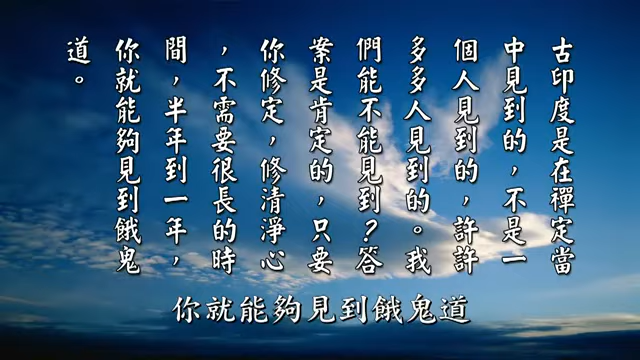 古印度是在禪定當
中見到的，不是一
個人見到的，許許
多多人見到的。我
們能不能見到？答
案是肯定的，只要
你修定，修清淨心
，不需要很長的時
間，半年到一年，
你就能夠見到餓鬼
道。
你就能夠見到餓鬼道